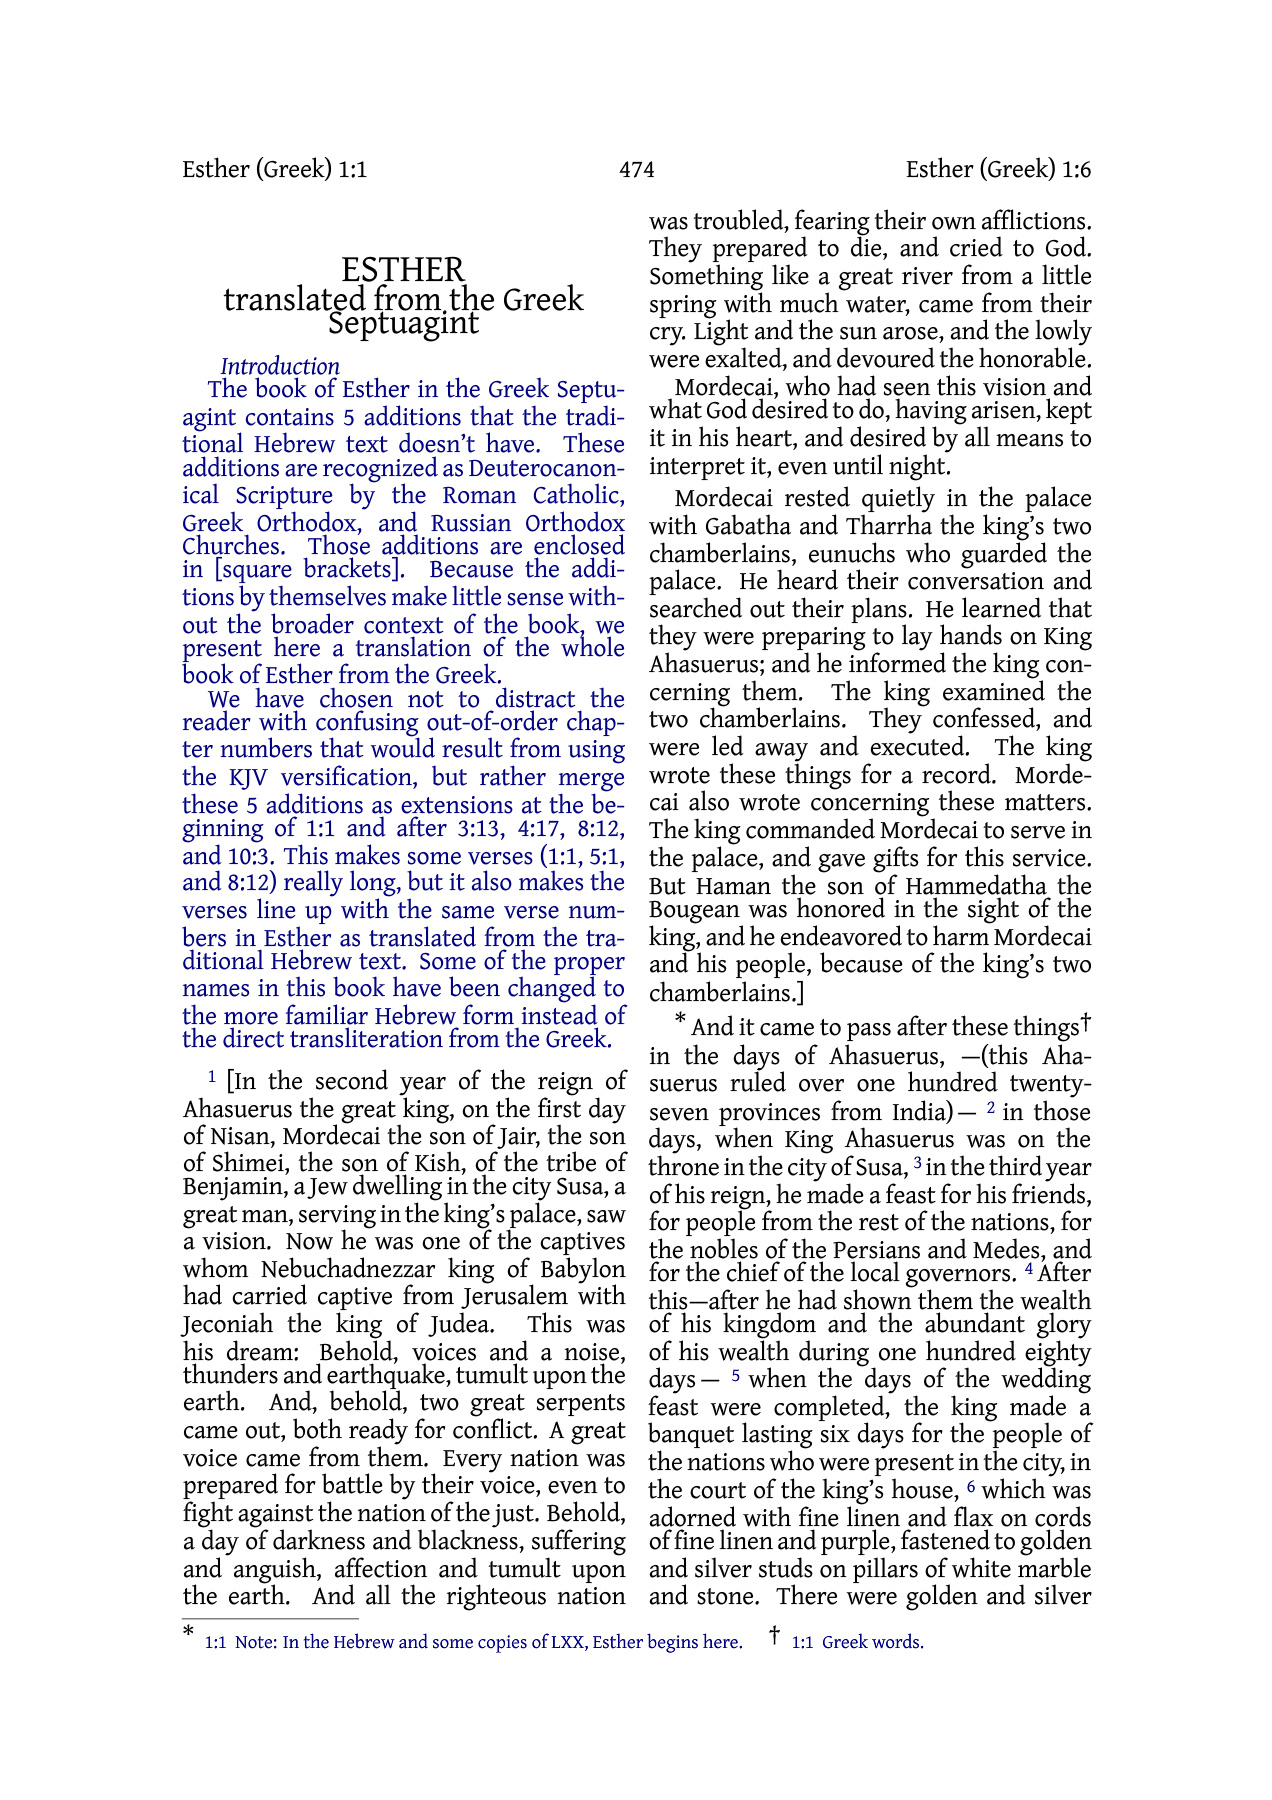 Esther (Greek) 1:1 474 Esther (Greek) 1:6
ESTHER
translated from the Greek
Septuagint
Introduction
The book of Esther in the Greek Septu-
agint contains 5 additions that the tradi-
tional Hebrew text doesn't have. These
additions are recognized as Deuterocanon-
ical Scripture by the Roman Catholic,
Greek Orthodox, and Russian Orthodox
Churches. Those additions are enclosed
in [square brackets]. Because the addi-
tions by themselves make little sense with-
out the broader context of the book, we
present here a translation of the whole
book of Esther from the Greek.
We have chosen not to distract the
reader with confusing out-of-order chap-
ter numbers that would result from using
the KJV versification, but rather merge
these 5 additions as extensions at the be-
ginning of 1:1 and after 3:13, 4:17, 8:12,
and 10:3. This makes some verses (1:1, 5:1,
and 8:12) really long, but it also makes the
verses line up with the same verse num-
bers in Esther as translated from the tra-
ditional Hebrew text. Some of the proper
names in this book have been changed to
the more familiar Hebrew form instead of
the direct transliteration from the Greek.
1 [In the second year of the reign of
Ahasuerus the great king, on the first day
of Nisan, Mordecai the son of Jair, the son
of Shimei, the son of Kish, of the tribe of
Benjamin, a Jew dwelling in the city Susa, a
great man, serving in the king's palace, saw
a vision. Now he was one of the captives
whom Nebuchadnezzar king of Babylon
had carried captive from Jerusalem with
Jeconiah the king of Judea. This was
his dream: Behold, voices and a noise,
thunders and earthquake, tumult upon the
earth. And, behold, two great serpents
came out, both ready for conflict. A great
voice came from them. Every nation was
prepared for battle by their voice, even to
fight against the nation of the just. Behold,
a day of darkness and blackness, suffering
and anguish, affection and tumult upon
the earth. And all the righteous nation
was troubled, fearing their own afflictions.
They prepared to die, and cried to God.
Something like a great river from a little
spring with much water, came from their
cry. Light and the sun arose, and the lowly
were exalted, and devoured the honorable.
Mordecai, who had seen this vision and
what God desired to do, having arisen, kept
it in his heart, and desired by all means to
interpret it, even until night.
Mordecai rested quietly in the palace
with Gabatha and Tharrha the king's two
chamberlains, eunuchs who guarded the
palace. He heard their conversation and
searched out their plans. He learned that
they were preparing to lay hands on King
Ahasuerus; and he informed the king con-
cerning them. The king examined the
two chamberlains. They confessed, and
were led away and executed. The king
wrote these things for a record. Morde-
cai also wrote concerning these matters.
The king commanded Mordecai to serve in
the palace, and gave gifts for this service.
But Haman the son of Hammedatha the
Bougean was honored in the sight of the
king, and he endeavored to harm Mordecai
and his people, because of the king's two
chamberlains.]
* And it came to pass after these things†
in the days of Ahasuerus, —(this Aha-
suerus ruled over one hundred twenty-
seven provinces from India)— 2 in those
days, when King Ahasuerus was on the
throne in the city of Susa, 3 in the third year
of his reign, he made a feast for his friends,
for people from the rest of the nations, for
the nobles of the Persians and Medes, and
for the chief of the local governors. 4 After
this—after he had shown them the wealth
of his kingdom and the abundant glory
of his wealth during one hundred eighty
days— 5 when the days of the wedding
feast were completed, the king made a
banquet lasting six days for the people of
the nations who were present in the city, in
the court of the king's house, 6 which was
adorned with fine linen and flax on cords
of fine linen and purple, fastened to golden
and silver studs on pillars of white marble
and stone. There were golden and silver
* 1:1 Note: In the Hebrew and some copies of LXX, Esther begins here. † 1:1 Greek words.